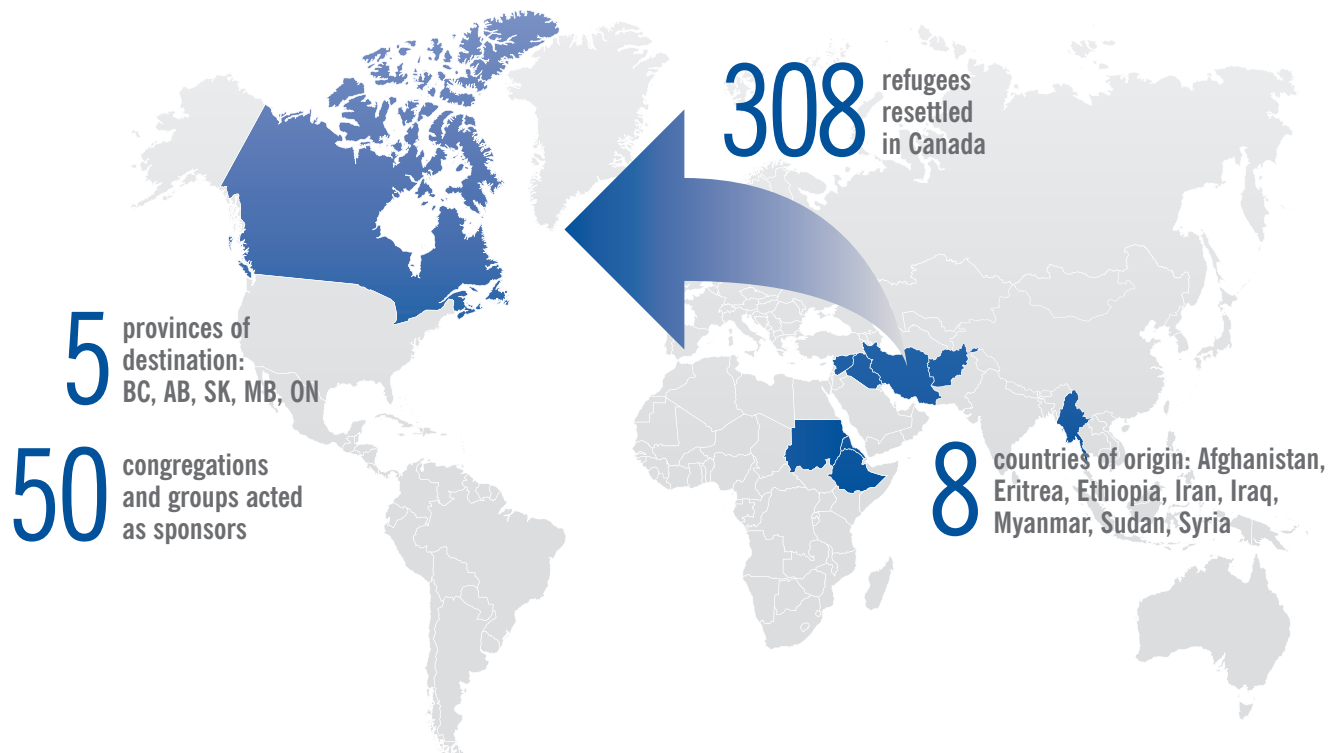 308
refugees
resettled
in Canada
5
provinces of
destination:
BC, AB, SK, MB, ON
50
congregations
and groups acted
as sponsors
8
countries of origin: Afghanistan,
Eritrea, Ethiopia, Iran, Iraq,
Myanmar, Sudan, Syria